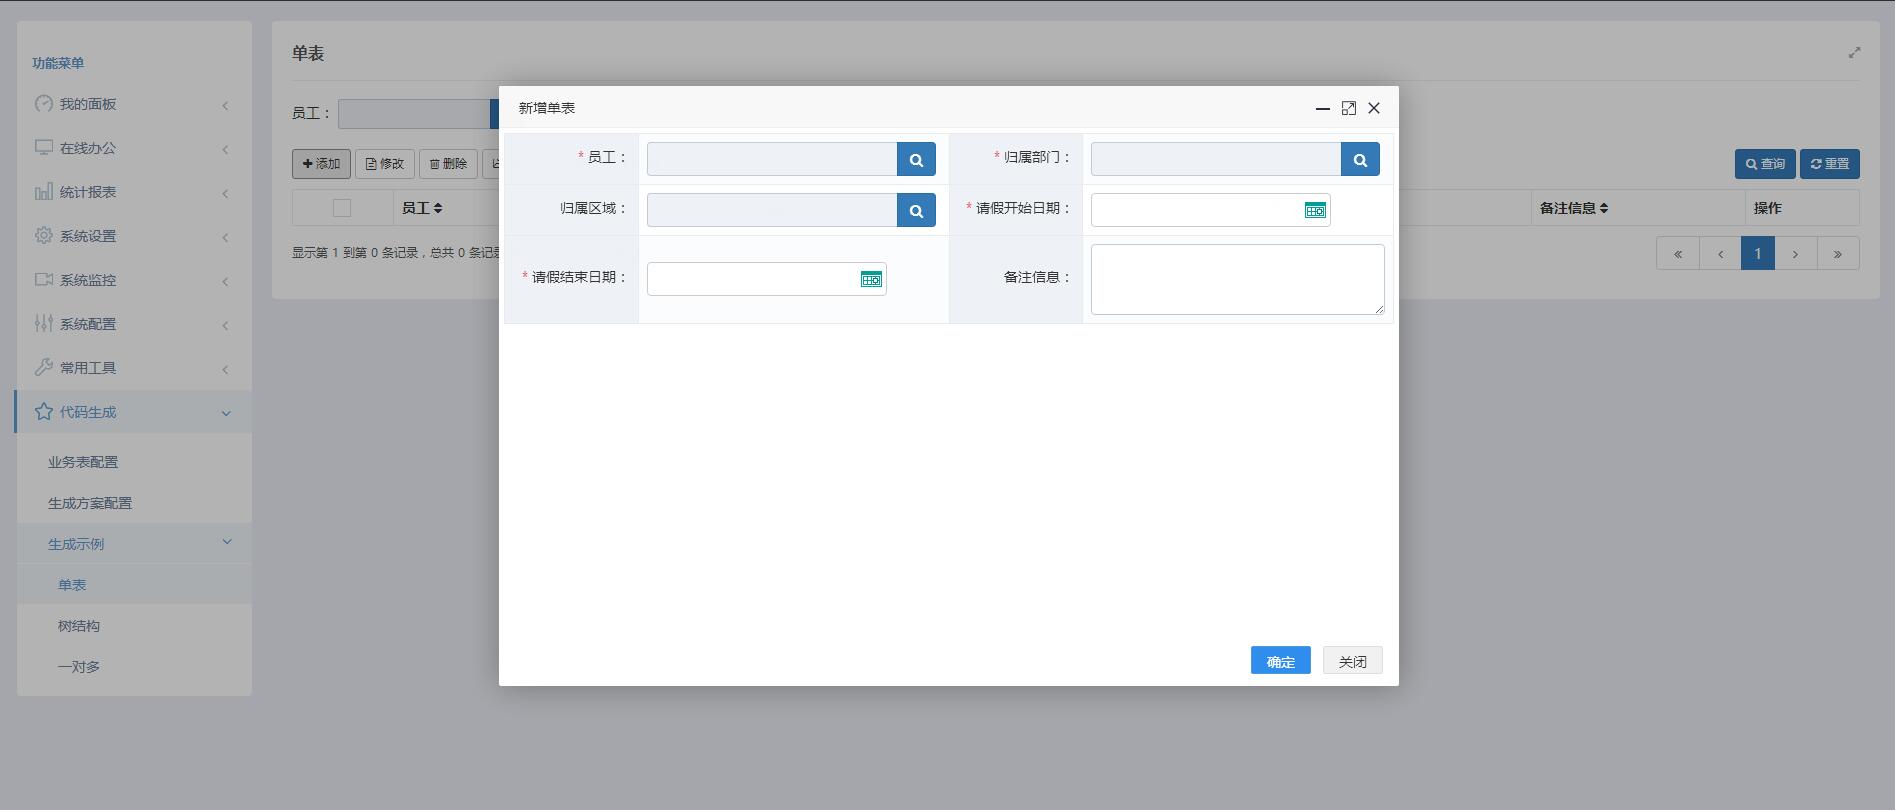 功能菜单
我的面板
在线办公
统计报表
系统设置
系统监控
系统配置
常用工具
代码生成
业务表配置
生成方案配置
生成示例
单表
树结构
一对多
单表
员工：
添加 修改 删除
查询 重置
员工 备注信息 操作
显示第 1 到第 0 条记录，总共 0 条记录
« ‹ 1 › »
新增单表
* 员工： * 归属部门：
归属区域： * 请假开始日期：
* 请假结束日期： 备注信息：
确定 关闭